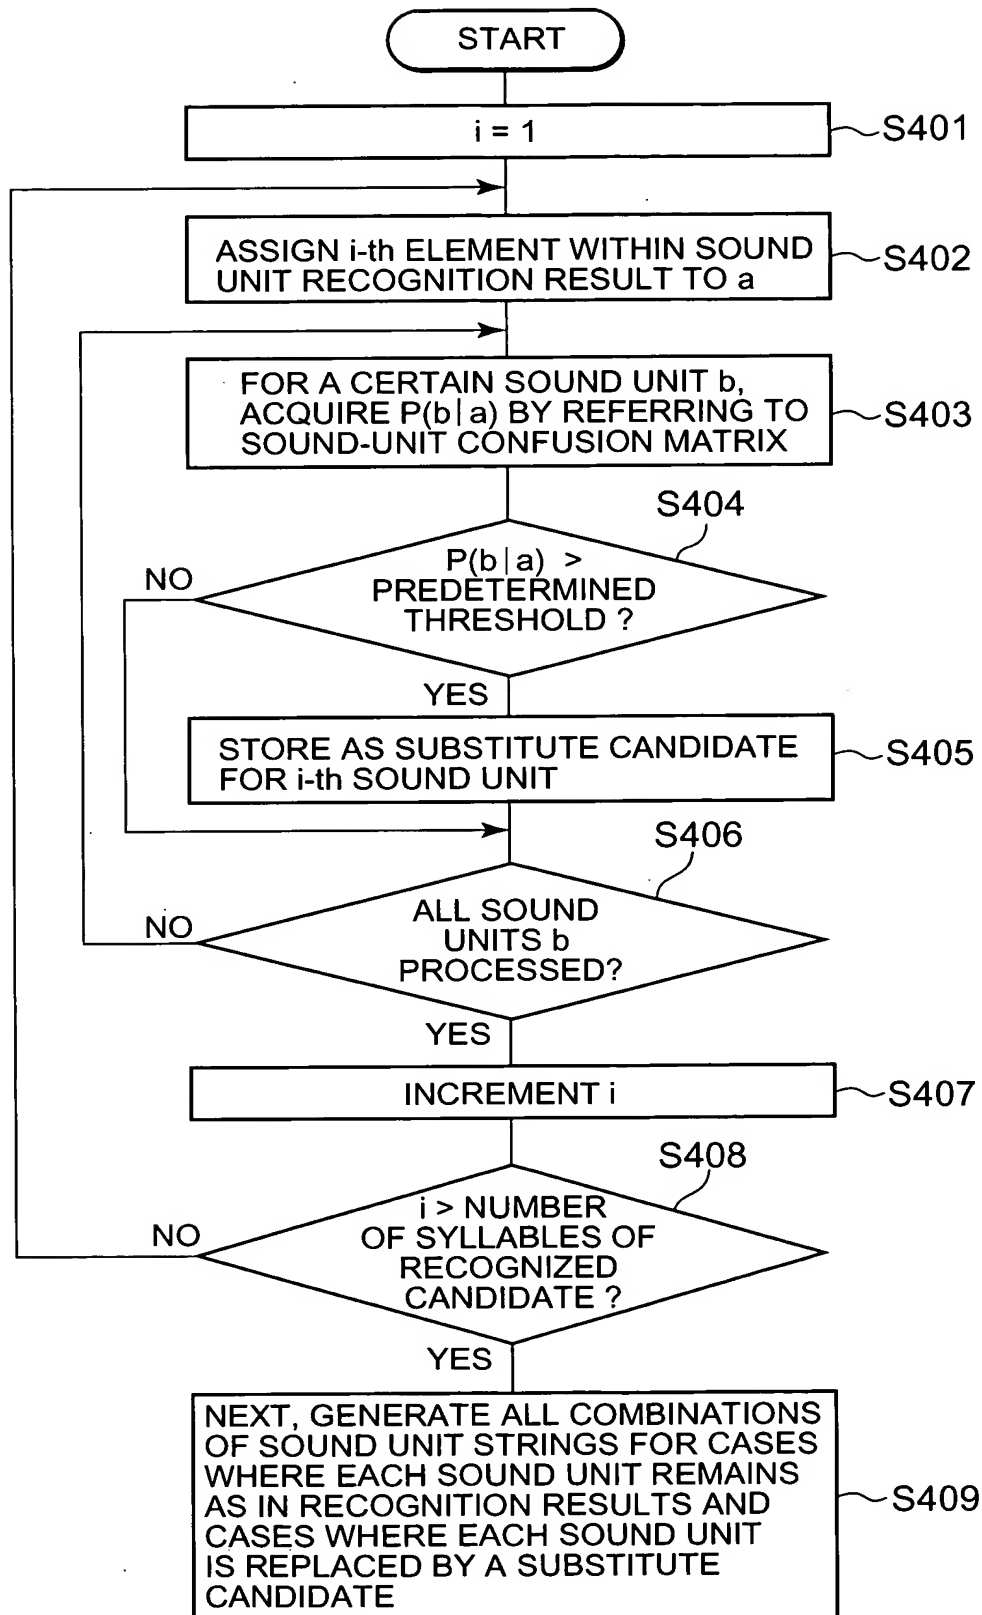 START
i = 1
S401
ASSIGN i-th ELEMENT WITHIN SOUND
UNIT RECOGNITION RESULT TO a
S402
FOR A CERTAIN SOUND UNIT b,
ACQUIRE P(b|a) BY REFERRING TO
SOUND-UNIT CONFUSION MATRIX
S403
S404
P(b|a) >
PREDETERMINED
THRESHOLD ?
NO
YES
STORE AS SUBSTITUTE CANDIDATE
FOR i-th SOUND UNIT
S405
S406
ALL SOUND
UNITS b
PROCESSED?
NO
YES
INCREMENT i
S407
S408
i > NUMBER
OF SYLLABLES OF
RECOGNIZED
CANDIDATE ?
NO
YES
NEXT, GENERATE ALL COMBINATIONS
OF SOUND UNIT STRINGS FOR CASES
WHERE EACH SOUND UNIT REMAINS
AS IN RECOGNITION RESULTS AND
CASES WHERE EACH SOUND UNIT
IS REPLACED BY A SUBSTITUTE
CANDIDATE
S409